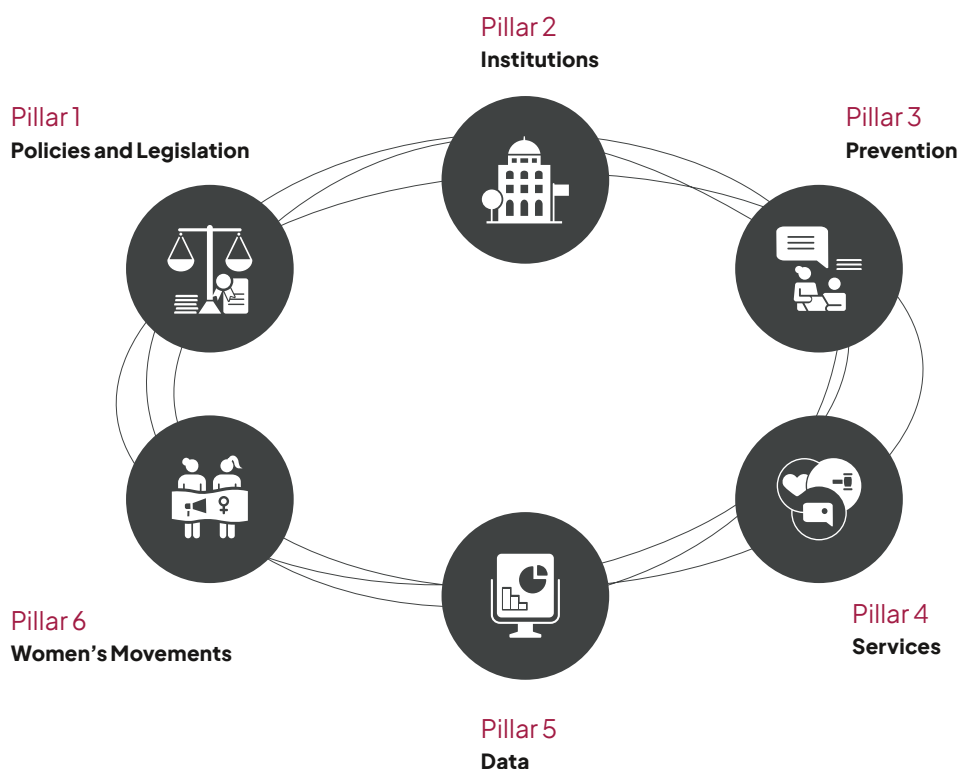 Pillar 2
Institutions
Pillar 1
Policies and Legislation
Pillar 3
Prevention
Pillar 6
Women’s Movements
Pillar 4
Services
Pillar 5
Data